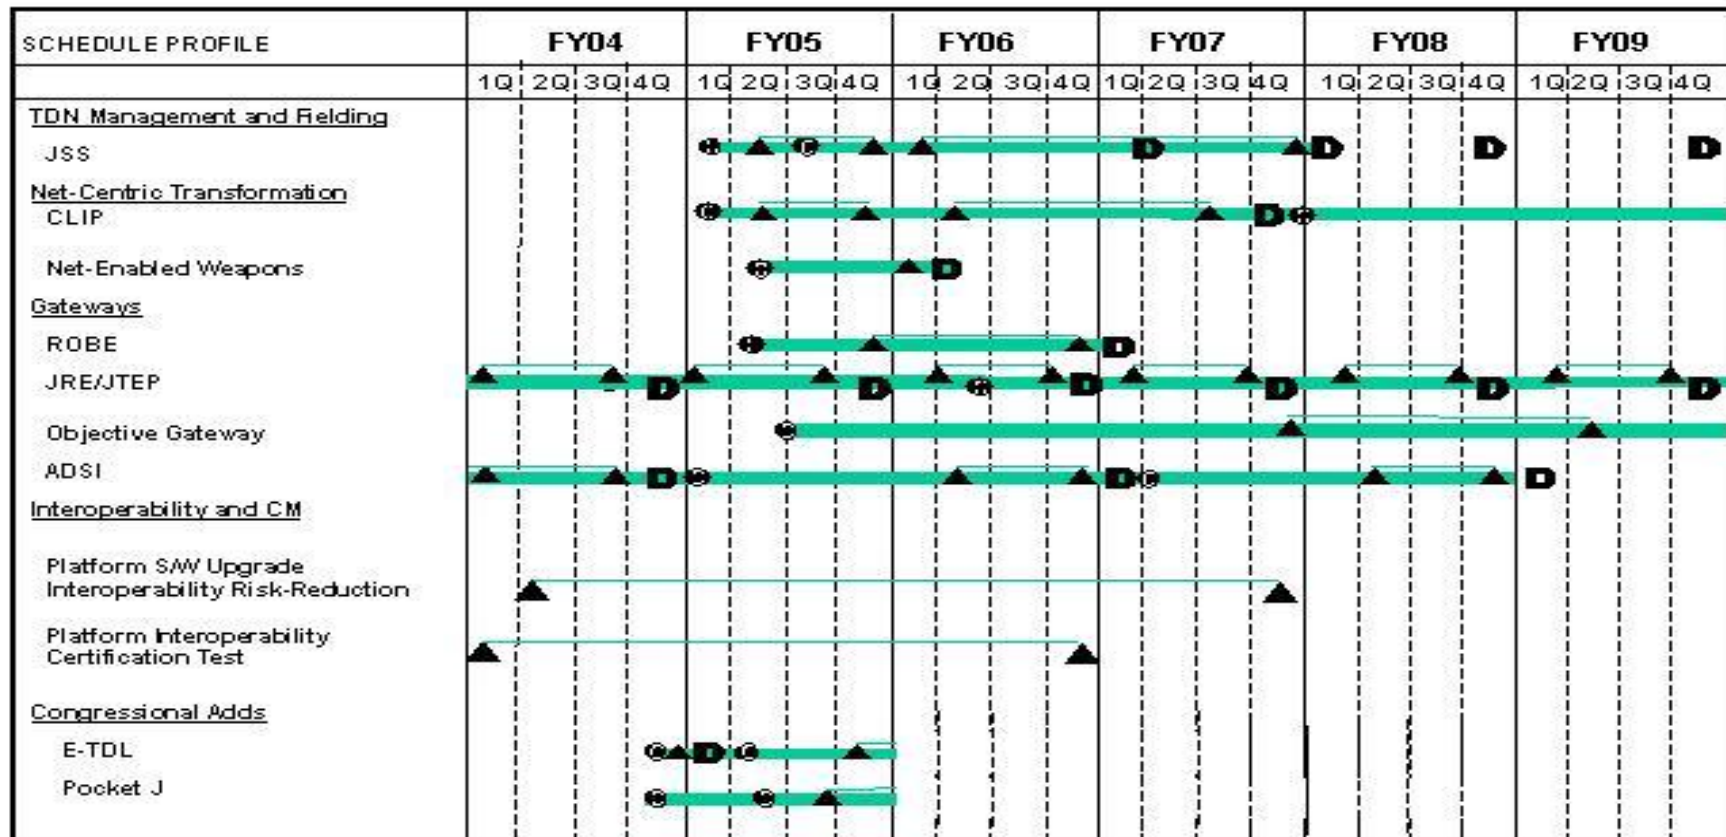 SCHEDULE PROFILE FY04 FY05 FY06 FY07 FY08 FY09
1Q 2Q 3Q 4Q 1Q 2Q 3Q 4Q 1Q 2Q 3Q 4Q 1Q 2Q 3Q 4Q 1Q 2Q 3Q 4Q 1Q 2Q 3Q 4Q
TDN Management and Fielding
JSS D D D D
Net-Centric Transformation
CLIP D
Net-Enabled Weapons D
Gateways
ROBE D
JRE/JTEP D D D D D D
Objective Gateway
ADSI D D D
Interoperability and CM
Platform S/W Upgrade
Interoperability Risk-Reduction
Platform Interoperability
Certification Test
Congressional Adds
E-TDL D
Pocket J